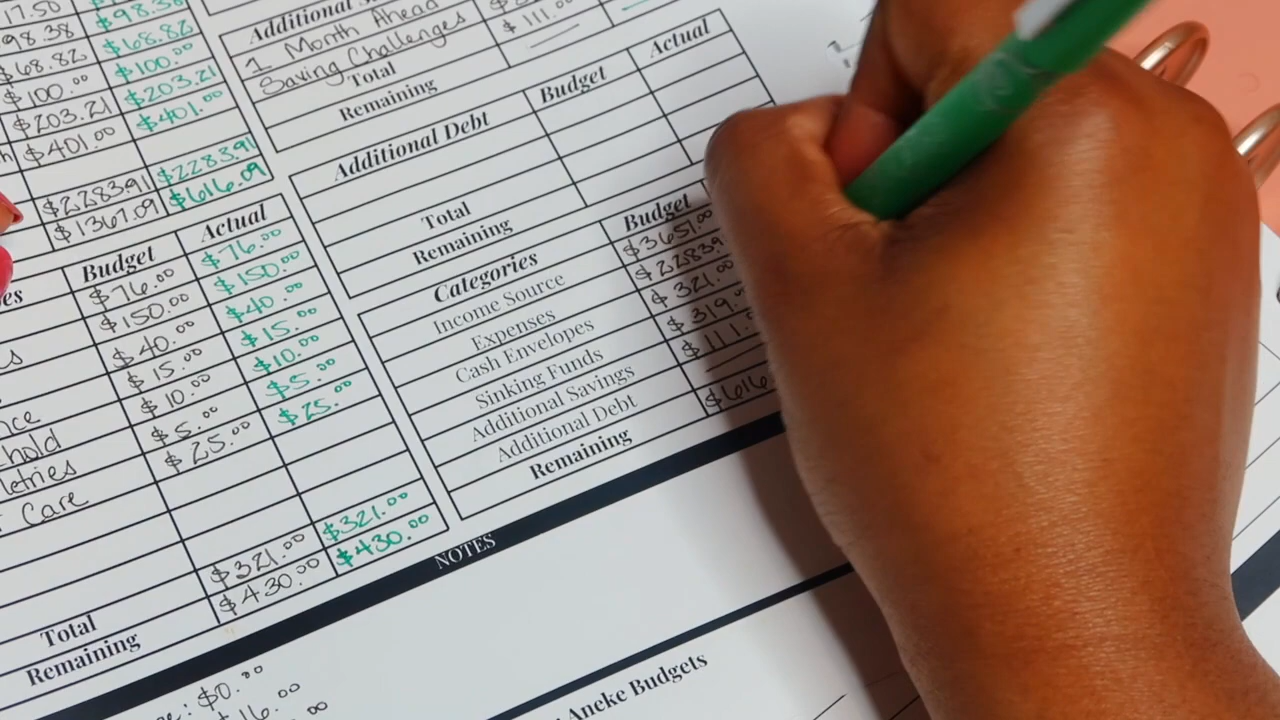 17.50 $98.38
98.38 $68.82
$68.82 $100.00
$100.00 $203.21
$203.21 $401.00
$401.00
$2283.91 $2283.91
$1367.09 $616.09
Budget Actual
$76.00 $76.00
$150.00 $150.00
$40.00 $40.00
$15.00 $15.00
$10.00 $10.00
$5.00 $5.00
Care $25.00 $25.00
$321.00 $321.00
Total $430.00 $430.00
Remaining
Additional
1 Month Ahead
Saving Challenges $111.00
Total
Remaining
Additional Debt Budget Actual
Total
Remaining
Categories Budget
Income Source $3651.00
Expenses $2283.9
Cash Envelopes $321.00
Sinking Funds $319.
Additional Savings $111.
Additional Debt
Remaining $616
NOTES
: $0.00
16.00
Aneke Budgets